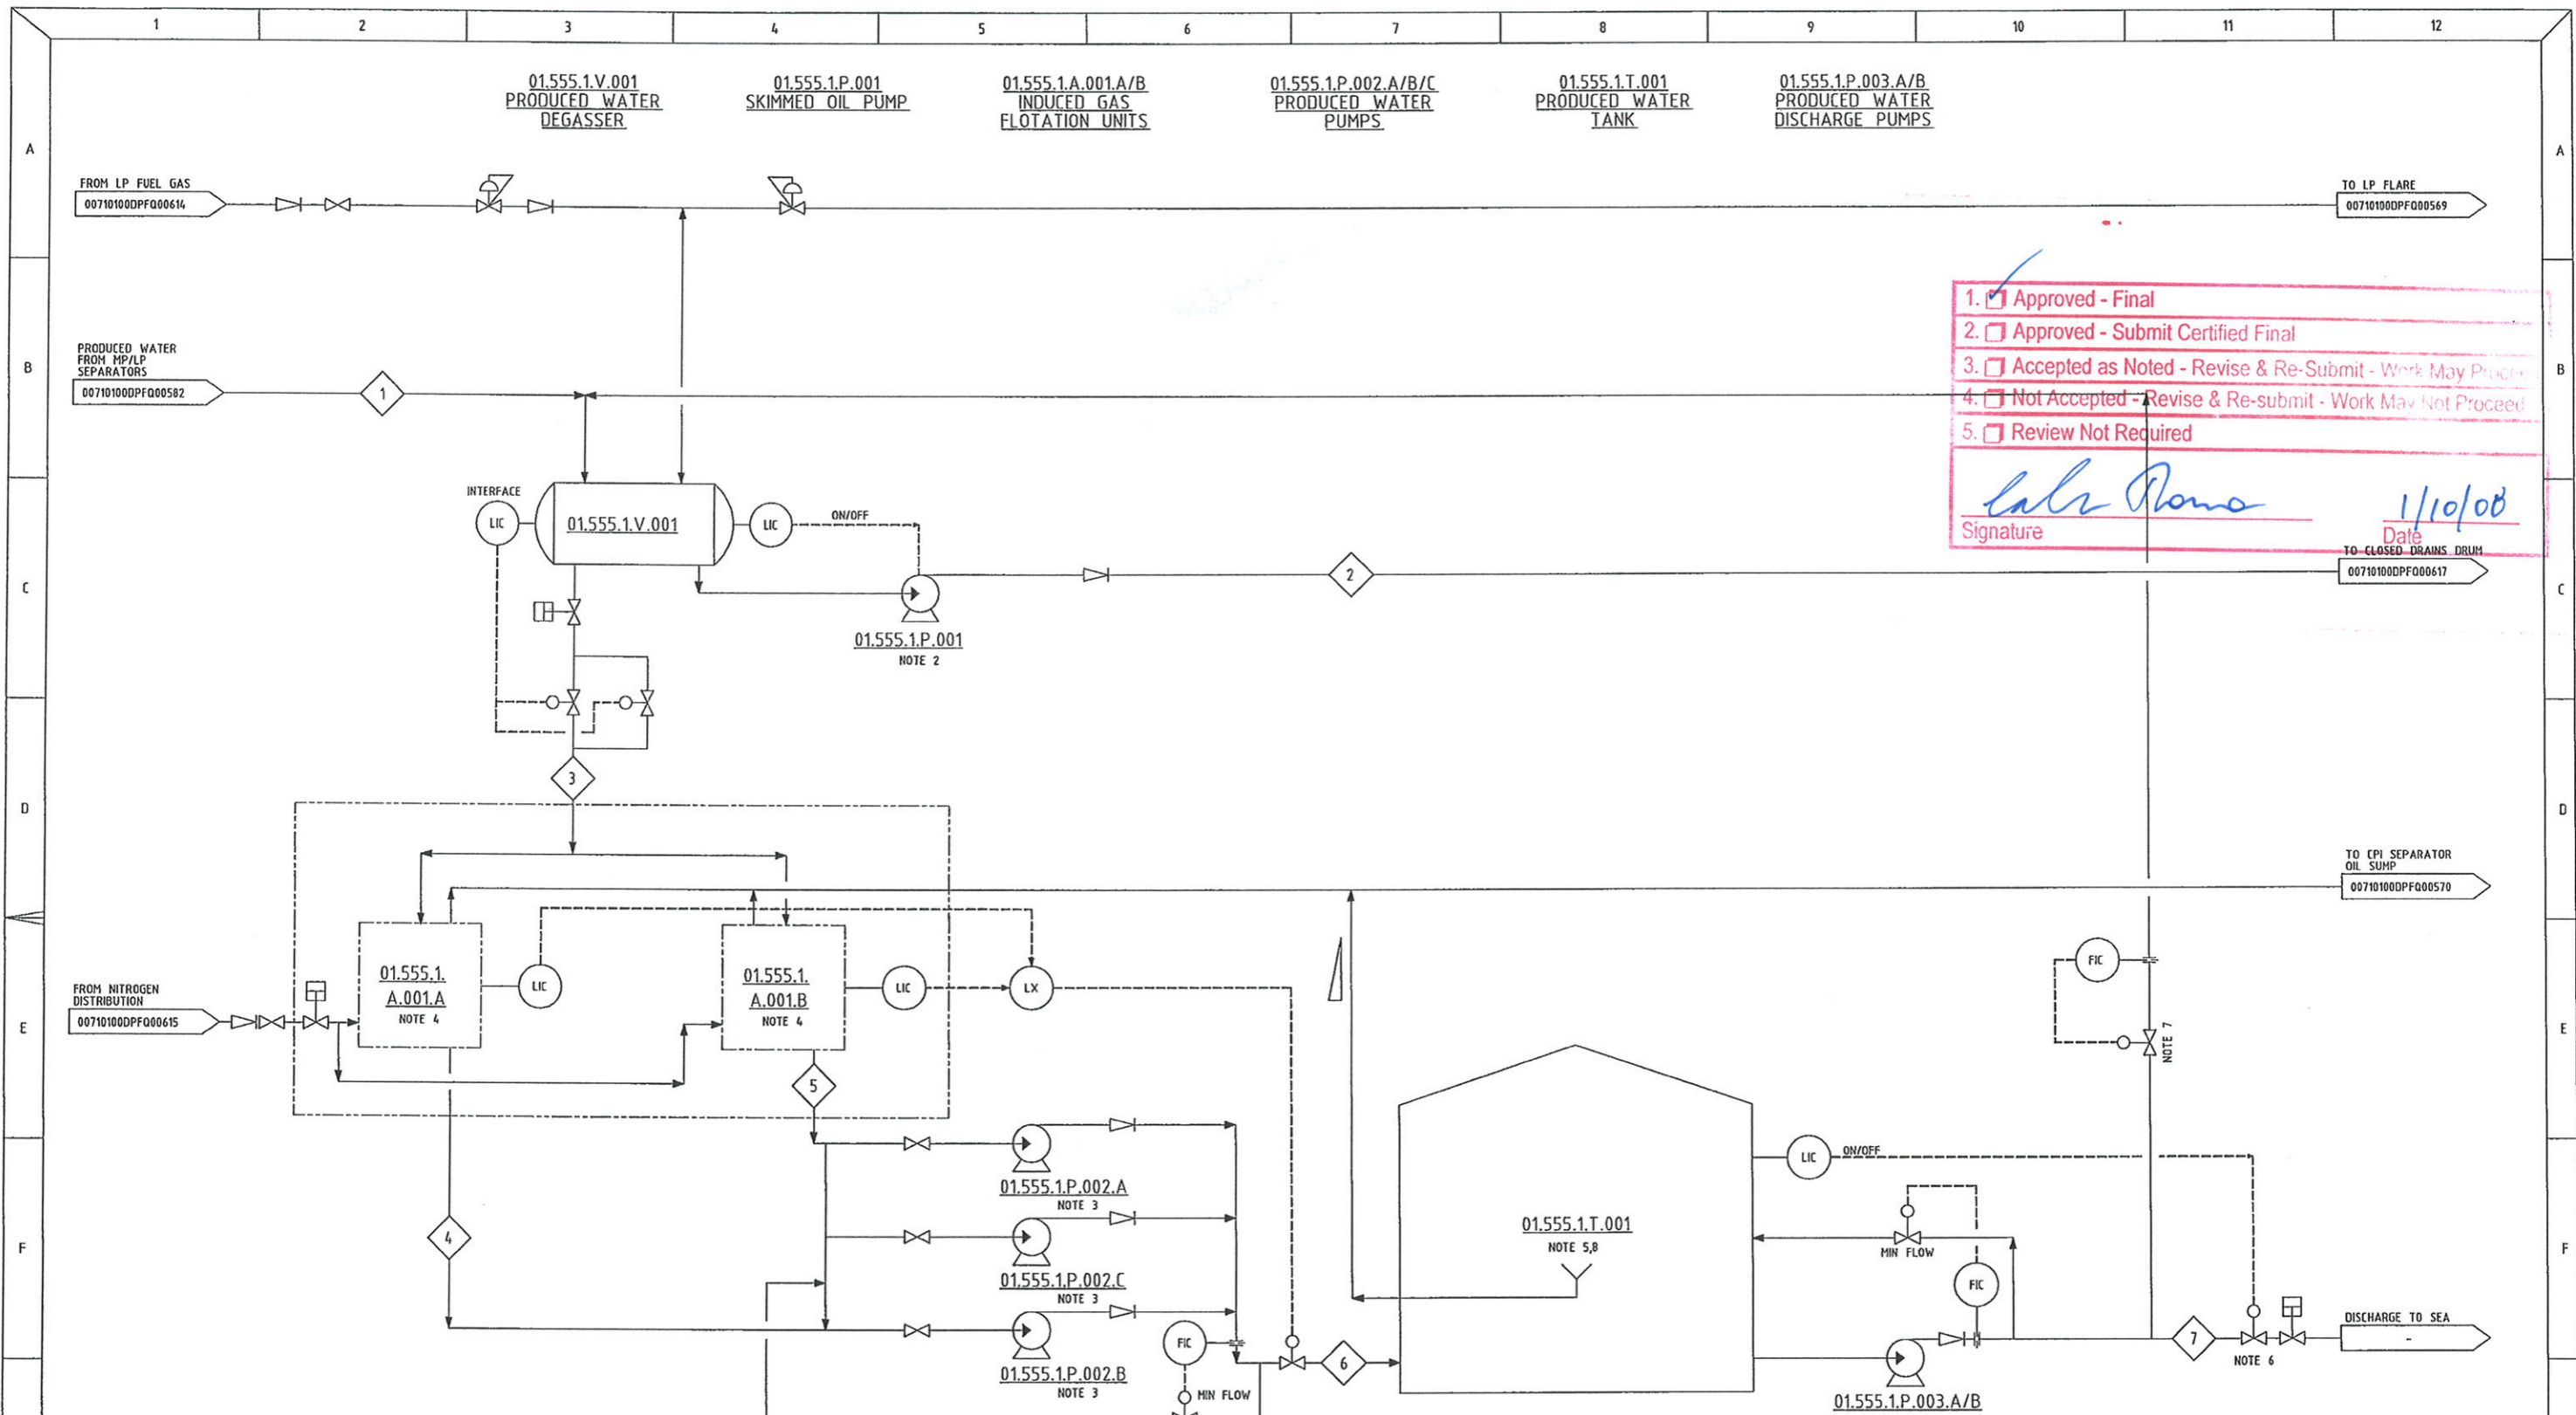 1 2 3 4 5 6 7 8 9 10 11 12
01.555.1.V.001
PRODUCED WATER
DEGASSER
01.555.1.P.001
SKIMMED OIL PUMP
01.555.1.A.001.A/B
INDUCED GAS
FLOTATION UNITS
01.555.1.P.002.A/B/C
PRODUCED WATER
PUMPS
01.555.1.T.001
PRODUCED WATER
TANK
01.555.1.P.003.A/B
PRODUCED WATER
DISCHARGE PUMPS
A
A
FROM LP FUEL GAS
00710100DPFQ00614
TO LP FLARE
00710100DPFQ00569
1. Approved - Final
2. Approved - Submit Certified Final
3. Accepted as Noted - Revise & Re-Submit - Work May Proceed
4. Not Accepted - Revise & Re-submit - Work May Not Proceed
5. Review Not Required
1/10/08
Signature
Date
B
B
PRODUCED WATER
FROM MP/LP
SEPARATORS
00710100DPFQ00582
1
INTERFACE
LIC
01.555.1.V.001
LIC
ON/OFF
TO CLOSED DRAINS DRUM
00710100DPFQ00617
2
C
C
01.555.1.P.001
NOTE 2
3
D
D
TO CPI SEPARATOR
OIL SUMP
00710100DPFQ00570
FROM NITROGEN
DISTRIBUTION
00710100DPFQ00615
01.555.1.
A.001.A
NOTE 4
LIC
01.555.1.
A.001.B
NOTE 4
LIC
LX
FIC
NOTE 7
E
E
5
01.555.1.P.002.A
NOTE 3
LIC
ON/OFF
4
01.555.1.P.002.C
NOTE 3
01.555.1.T.001
NOTE 5,8
MIN FLOW
FIC
F
F
01.555.1.P.002.B
NOTE 3
FIC
MIN FLOW
6
01.555.1.P.003.A/B
7
NOTE 6
DISCHARGE TO SEA
-